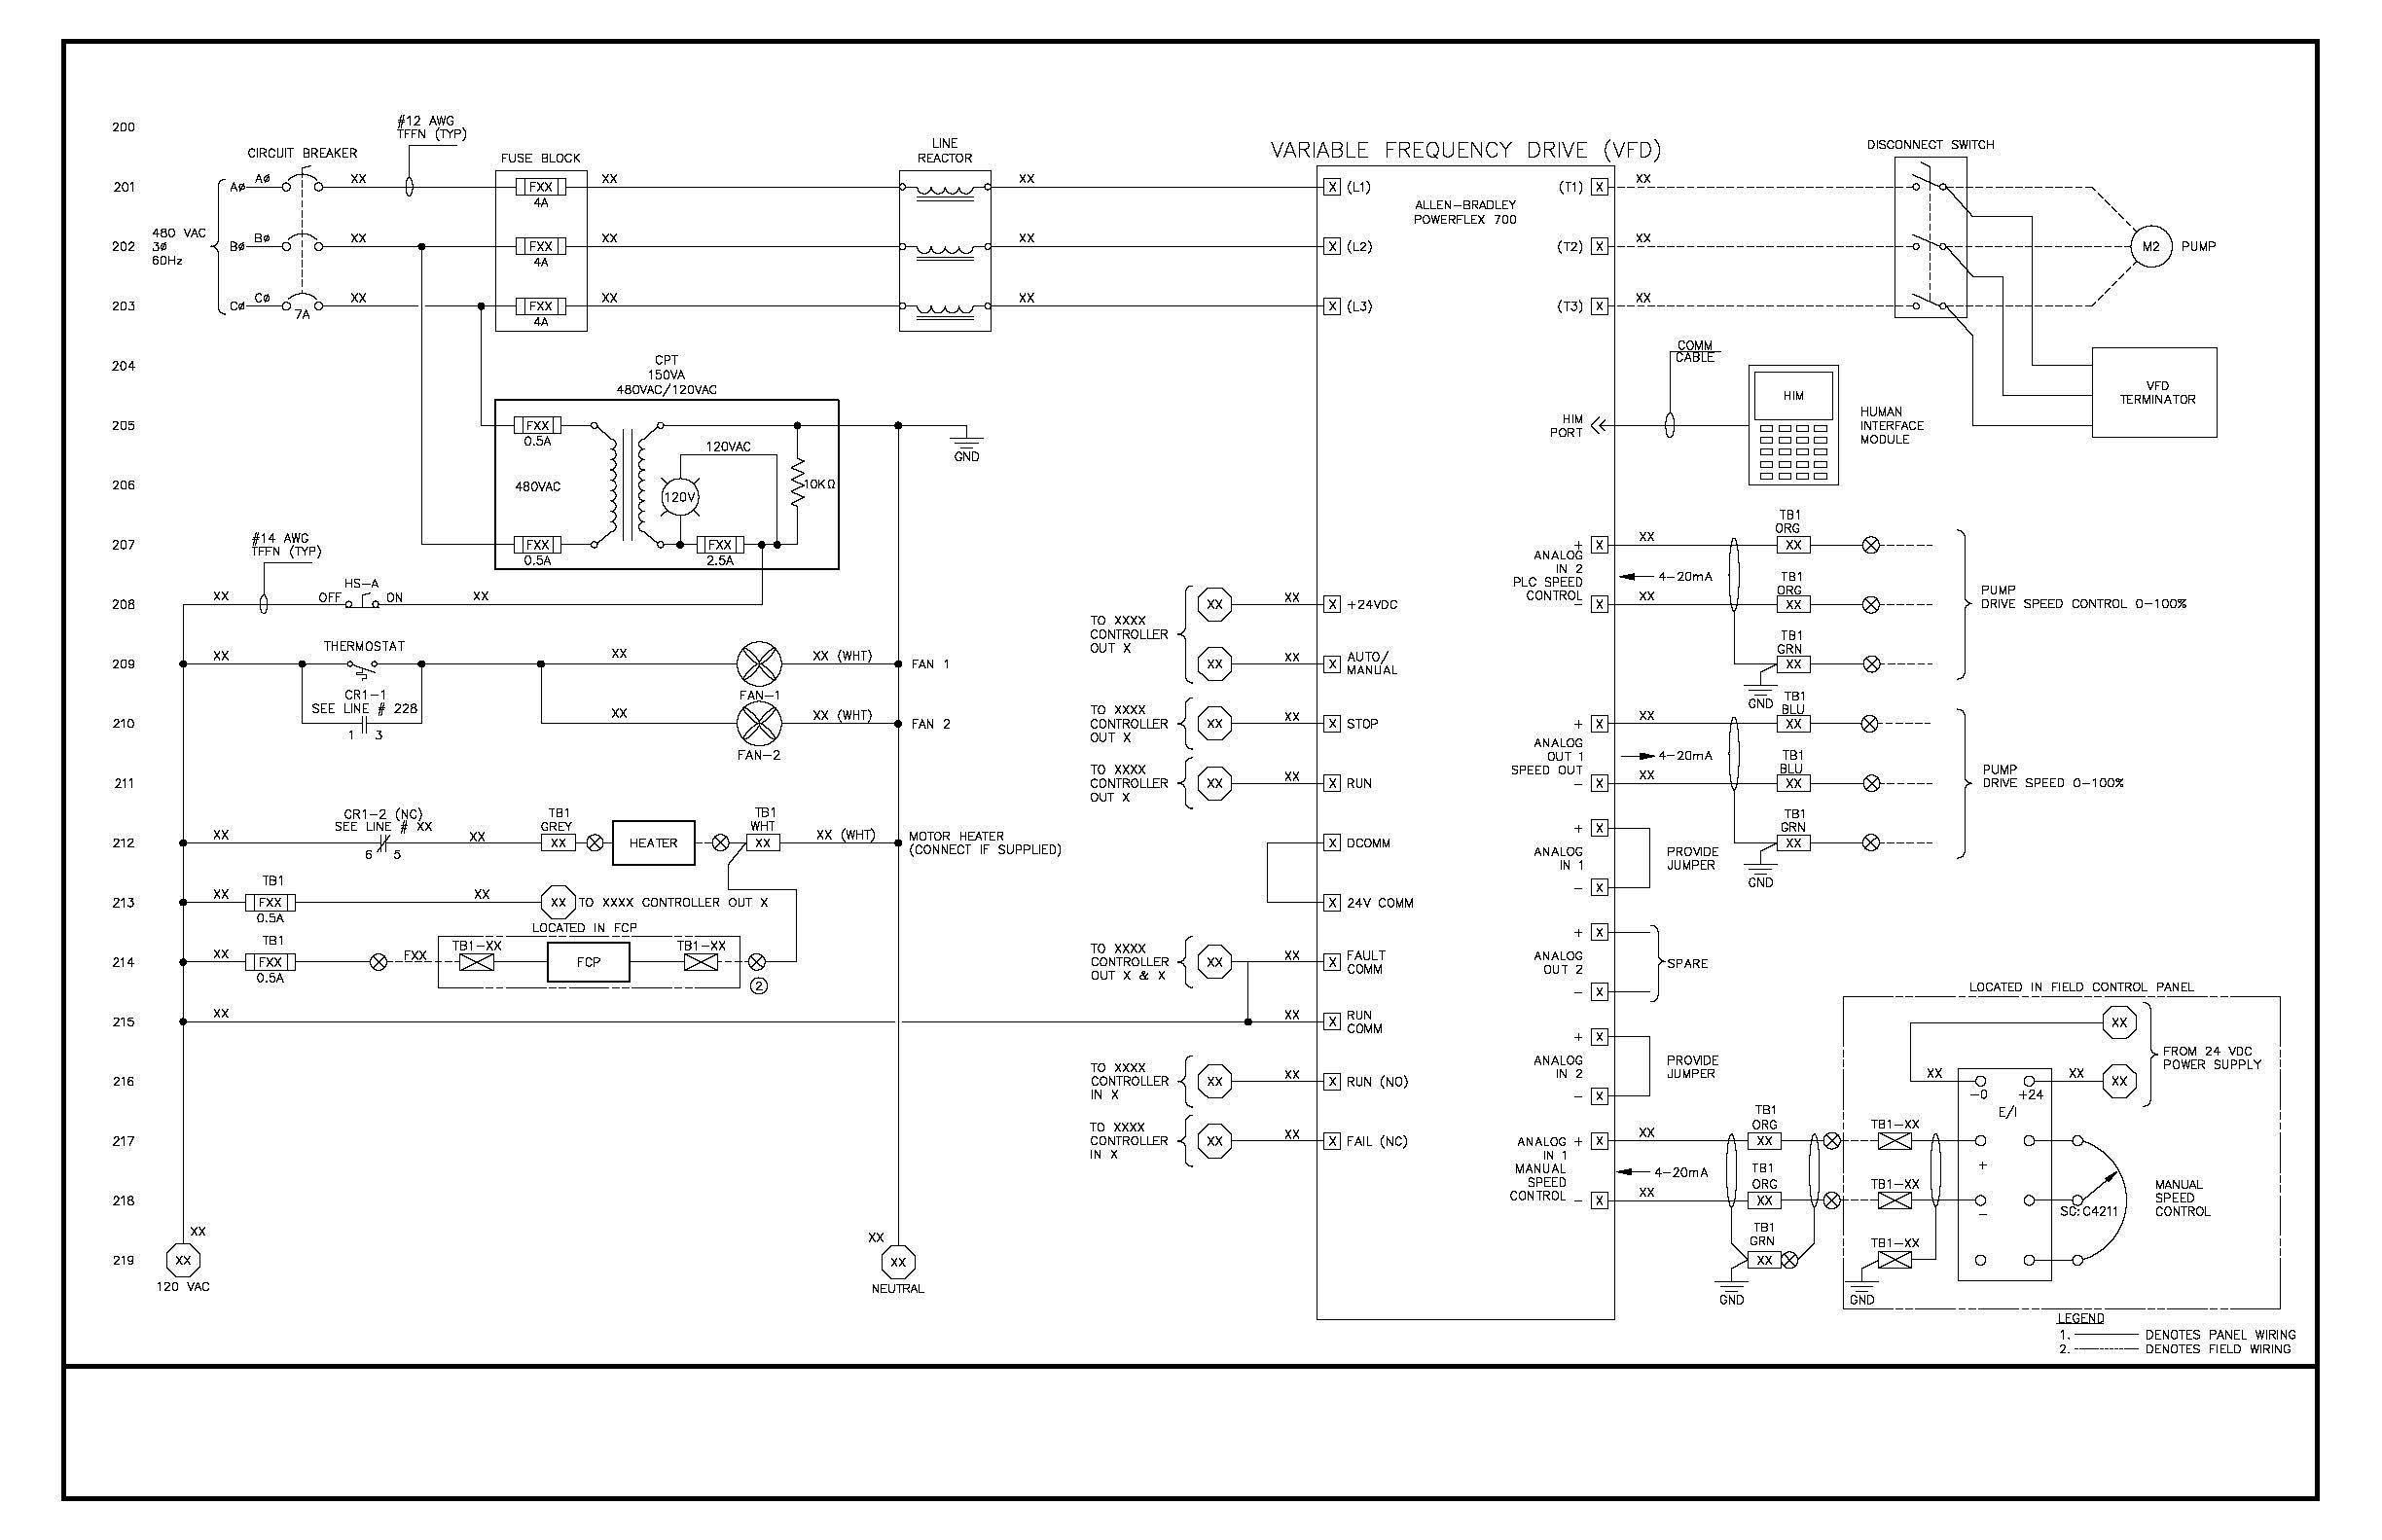 200
#12 AWG
TFFN (TYP)
CIRCUIT BREAKER
FUSE BLOCK
LINE
REACTOR
VARIABLE FREQUENCY DRIVE (VFD)
DISCONNECT SWITCH
201
AØ
AØ
XX
FXX
4A
XX
XX
X
(L1)
ALLEN-BRADLEY
POWERFLEX 700
(T1)
X
XX
202
480 VAC
3Ø
60Hz
BØ
BØ
XX
FXX
4A
XX
XX
X
(L2)
(T2)
X
XX
M2
PUMP
203
CØ
CØ
7A
XX
FXX
4A
XX
XX
X
(L3)
(T3)
X
XX
204
CPT
150VA
480VAC/120VAC
COMM
CABLE
HIM
VFD
TERMINATOR
205
FXX
0.5A
120VAC
GND
HIM
PORT
HUMAN
INTERFACE
MODULE
206
480VAC
120V
10KΩ
207
#14 AWG
TFFN (TYP)
FXX
0.5A
FXX
2.5A
+
ANALOG
IN 2
PLC SPEED
CONTROL
-
X
XX
4-20mA
TB1
ORG
XX
208
XX
HS-A
OFF
ON
XX
TO XXXX
CONTROLLER
OUT X
XX
XX
X
+24VDC
X
XX
TB1
ORG
XX
PUMP
DRIVE SPEED CONTROL 0-100%
209
XX
THERMOSTAT
XX
FAN-1
XX (WHT)
FAN 1
XX
XX
X
AUTO/
MANUAL
TB1
GRN
XX
GND
210
CR1-1
SEE LINE # 228
1
3
XX
FAN-2
XX (WHT)
FAN 2
TO XXXX
CONTROLLER
OUT X
XX
XX
X
STOP
+
ANALOG
OUT 1
SPEED OUT
-
X
XX
4-20mA
TB1
BLU
XX
211
TO XXXX
CONTROLLER
OUT X
XX
XX
X
RUN
X
XX
TB1
BLU
XX
PUMP
DRIVE SPEED 0-100%
212
XX
CR1-2 (NC)
SEE LINE # XX
6
5
XX
TB1
GREY
XX
HEATER
TB1
WHT
XX
XX (WHT)
MOTOR HEATER
(CONNECT IF SUPPLIED)
X
DCOMM
+
ANALOG
IN 1
-
X
X
PROVIDE
JUMPER
TB1
GRN
XX
GND
213
XX
TB1
FXX
0.5A
XX
XX
TO XXXX CONTROLLER OUT X
X
24V COMM
214
XX
TB1
FXX
0.5A
FXX
LOCATED IN FCP
TB1-XX
FCP
TB1-XX
2
TO XXXX
CONTROLLER
OUT X & X
XX
XX
X
FAULT
COMM
+
ANALOG
OUT 2
-
X
X
SPARE
LOCATED IN FIELD CONTROL PANEL
215
XX
XX
X
RUN
COMM
XX
216
TO XXXX
CONTROLLER
IN X
XX
XX
X
RUN (NO)
+
ANALOG
IN 2
-
X
X
PROVIDE
JUMPER
XX
-0
+24
E/I
XX
XX
FROM 24 VDC
POWER SUPPLY
217
TO XXXX
CONTROLLER
IN X
XX
XX
X
FAIL (NC)
ANALOG +
IN 1
MANUAL
SPEED
CONTROL -
X
XX
4-20mA
TB1
ORG
XX
TB1-XX
+
218
X
XX
TB1
ORG
XX
TB1-XX
-
SC: C4211
MANUAL
SPEED
CONTROL
219
XX
XX
120 VAC
XX
XX
NEUTRAL
TB1
GRN
XX
GND
TB1-XX
GND
LEGEND
1. DENOTES PANEL WIRING
2. DENOTES FIELD WIRING